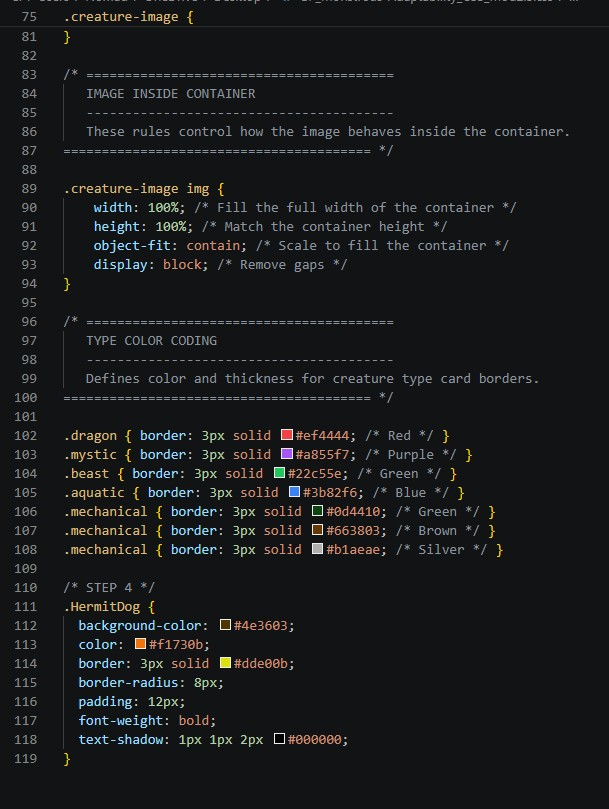 75 .creature-image {
81 }
82
83 /* ========================================
84 IMAGE INSIDE CONTAINER
85 ----------------------------------------
86 These rules control how the image behaves inside the container.
87 ======================================== */
88
89 .creature-image img {
90 width: 100%; /* Fill the full width of the container */
91 height: 100%; /* Match the container height */
92 object-fit: contain; /* Scale to fill the container */
93 display: block; /* Remove gaps */
94 }
95
96 /* ========================================
97 TYPE COLOR CODING
98 ----------------------------------------
99 Defines color and thickness for creature type card borders.
100 ======================================== */
101
102 .dragon { border: 3px solid #ef4444; /* Red */ }
103 .mystic { border: 3px solid #a855f7; /* Purple */ }
104 .beast { border: 3px solid #22c55e; /* Green */ }
105 .aquatic { border: 3px solid #3b82f6; /* Blue */ }
106 .mechanical { border: 3px solid #0d4410; /* Green */ }
107 .mechanical { border: 3px solid #663803; /* Brown */ }
108 .mechanical { border: 3px solid #b1aeae; /* Silver */ }
109
110 /* STEP 4 */
111 .HermitDog {
112 background-color: #4e3603;
113 color: #f1730b;
114 border: 3px solid #dde00b;
115 border-radius: 8px;
116 padding: 12px;
117 font-weight: bold;
118 text-shadow: 1px 1px 2px #000000;
119 }